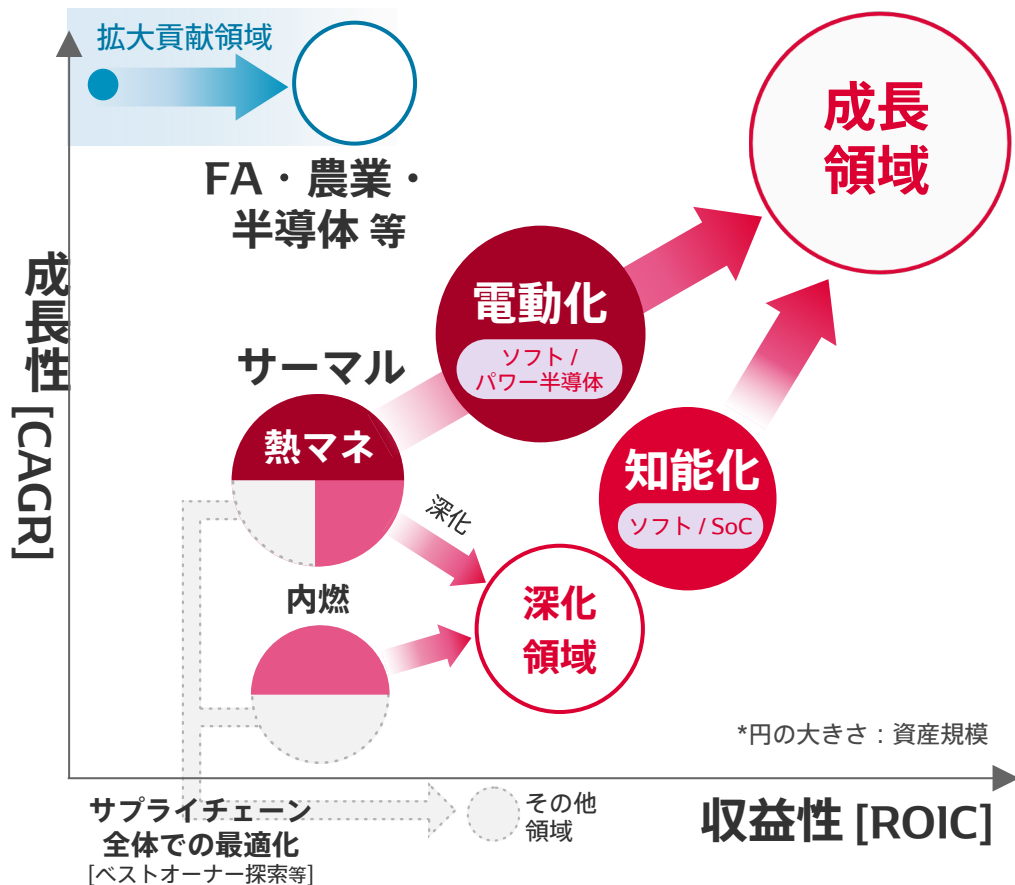 拡大貢献領域
FA・農業・
半導体 等
成長
領域
成長性 [CAGR]
電動化
ソフト /
パワー半導体
サーマル
熱マネ
知能化
ソフト / SoC
深化
内燃
深化
領域
*円の大きさ：資産規模
サプライチェーン
全体での最適化
[ベストオーナー探索等]
その他
領域
収益性 [ROIC]